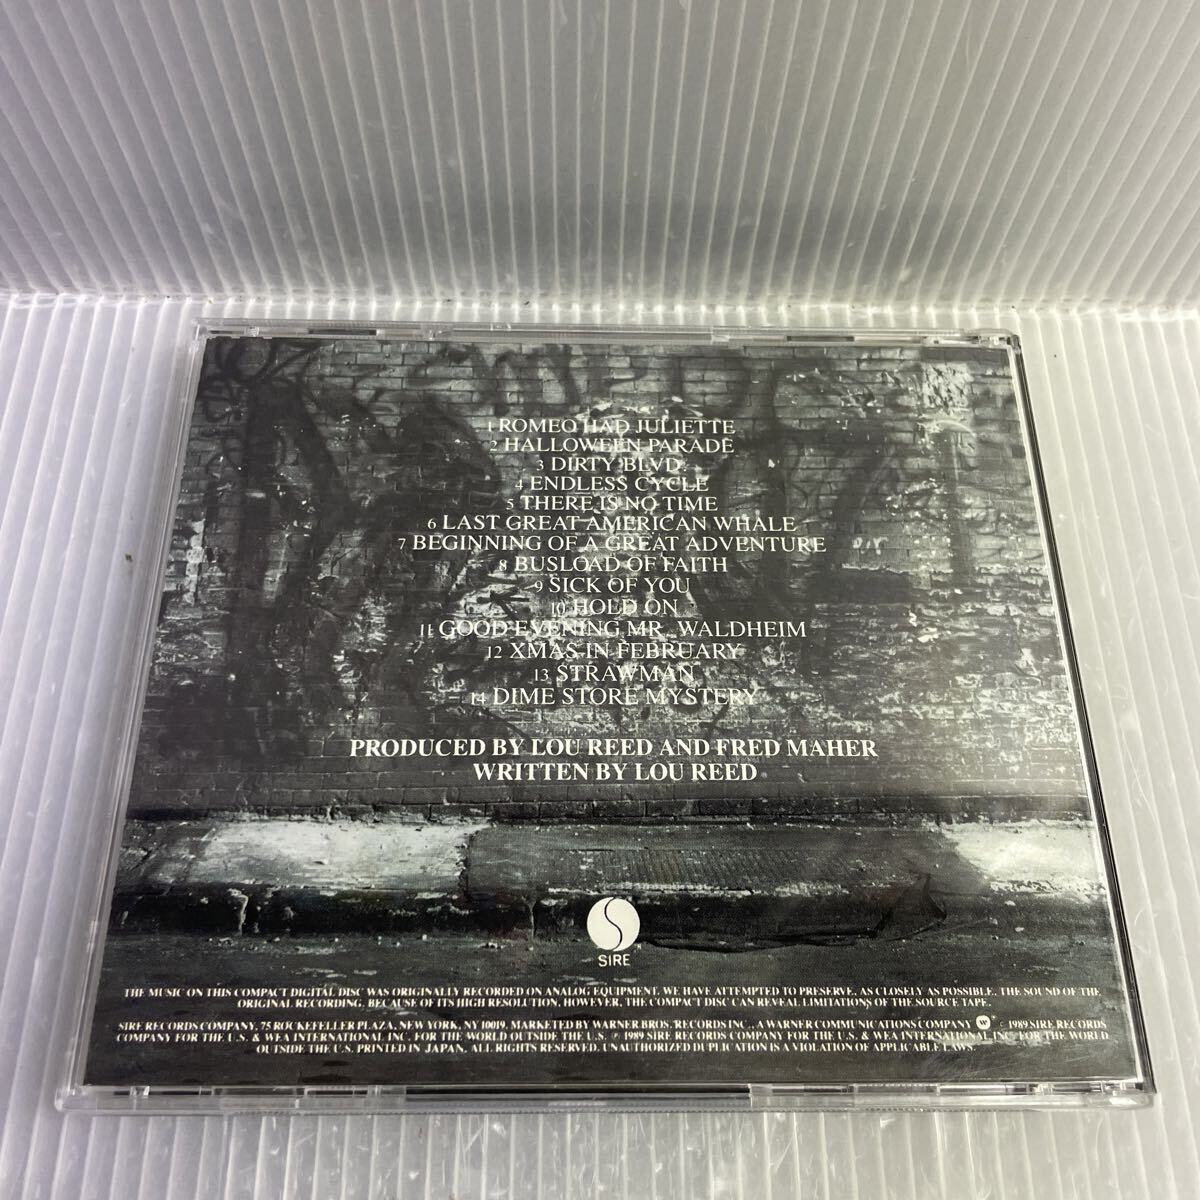 1 ROMEO HAD JULIETTE
2 HALLOWEEN PARADE
3 DIRTY BLVD.
4 ENDLESS CYCLE
5 THERE IS NO TIME
6 LAST GREAT AMERICAN WHALE
7 BEGINNING OF A GREAT ADVENTURE
8 BUSLOAD OF FAITH
9 SICK OF YOU
10 HOLD ON
11 GOOD EVENING MR. WALDHEIM
12 XMAS IN FEBRUARY
13 STRAWMAN
14 DIME STORE MYSTERY
PRODUCED BY LOU REED AND FRED MAHER
WRITTEN BY LOU REED
S
SIRE
THE MUSIC ON THIS COMPACT DIGITAL DISC WAS ORIGINALLY RECORDED ON ANALOG EQUIPMENT. WE HAVE ATTEMPTED TO PRESERVE, AS CLOSELY AS POSSIBLE, THE SOUND OF THE
ORIGINAL RECORDING. BECAUSE OF ITS HIGH RESOLUTION, HOWEVER, THE COMPACT DISC CAN REVEAL LIMITATIONS OF THE SOURCE TAPE.
SIRE RECORDS COMPANY, 75 ROCKEFELLER PLAZA, NEW YORK, NY 10019. MARKETED BY WARNER BROS. RECORDS INC., A WARNER COMMUNICATIONS COMPANY W © 1989 SIRE RECORDS
COMPANY FOR THE U.S. & WEA INTERNATIONAL INC. FOR THE WORLD OUTSIDE THE U.S. ℗ 1989 SIRE RECORDS COMPANY FOR THE U.S. & WEA INTERNATIONAL INC. FOR THE WORLD
OUTSIDE THE U.S. PRINTED IN JAPAN. ALL RIGHTS RESERVED. UNAUTHORIZED DUPLICATION IS A VIOLATION OF APPLICABLE LAWS.